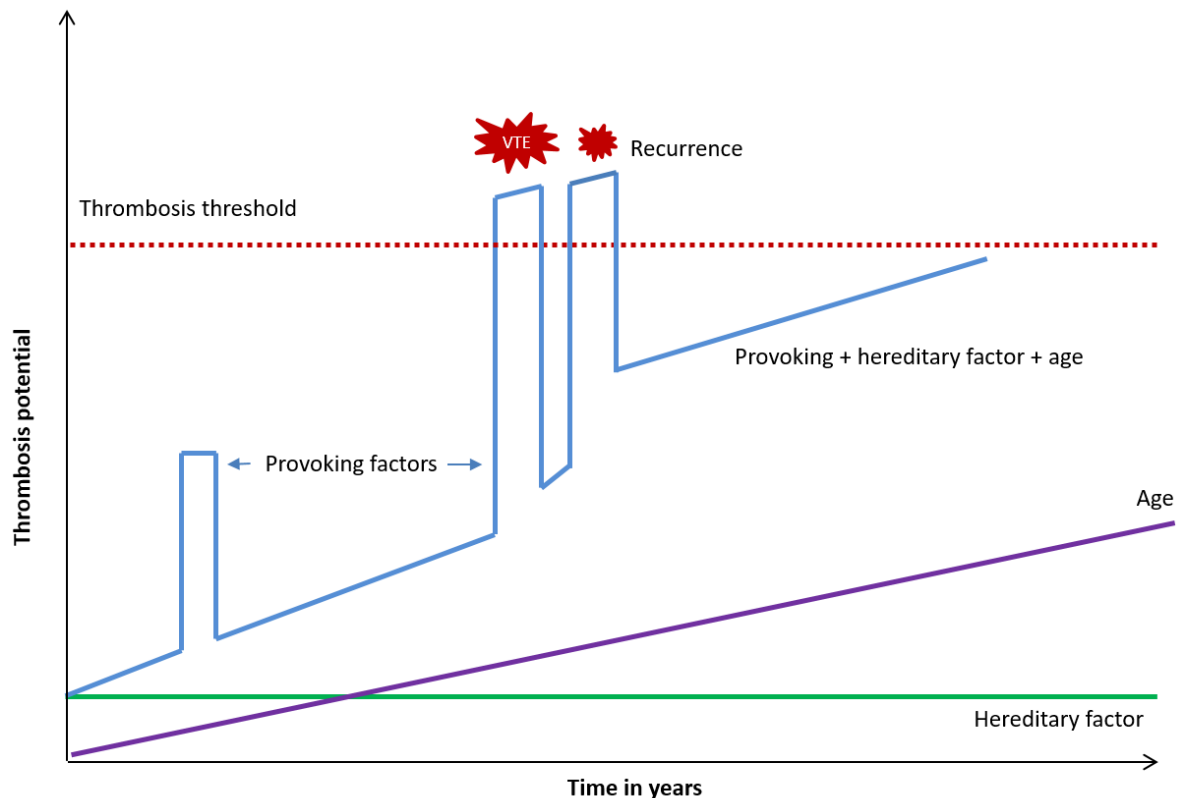 VTE
Recurrence
Thrombosis threshold
Thrombosis potential
Provoking + hereditary factor + age
Provoking factors
Age
Hereditary factor
Time in years